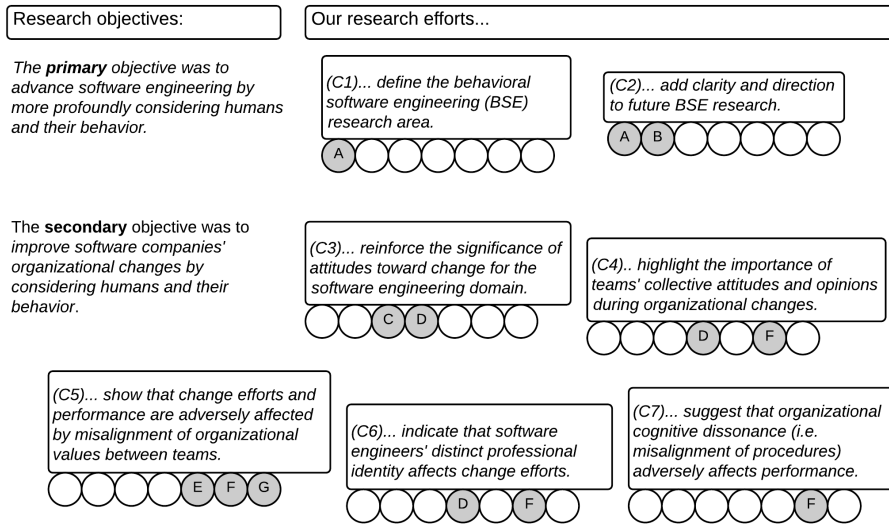 Research objectives:
Our research efforts...
The primary objective was to
advance software engineering by
more profoundly considering humans
and their behavior.
(C1)... define the behavioral
software engineering (BSE)
research area.
A
(C2)... add clarity and direction
to future BSE research.
A B
The secondary objective was to
improve software companies'
organizational changes by
considering humans and their
behavior.
(C3)... reinforce the significance of
attitudes toward change for the
software engineering domain.
C D
(C4).. highlight the importance of
teams' collective attitudes and opinions
during organizational changes.
D F
(C5)... show that change efforts and
performance are adversely affected
by misalignment of organizational
values between teams.
E F G
(C6)... indicate that software
engineers' distinct professional
identity affects change efforts.
D F
(C7)... suggest that organizational
cognitive dissonance (i.e.
misalignment of procedures)
adversely affects performance.
F